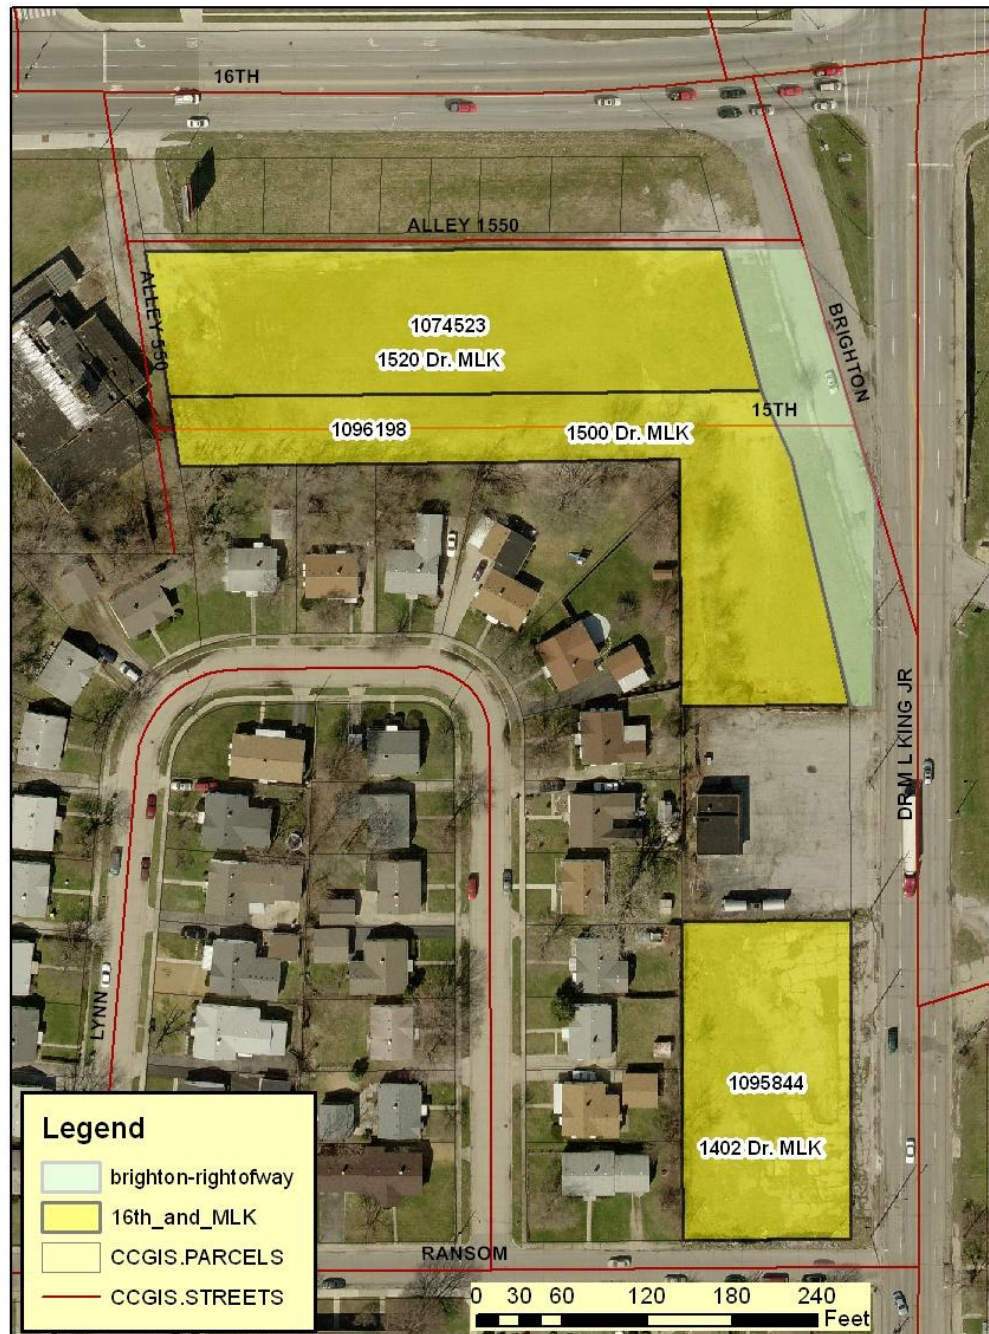 16TH
ALLEY 1550
ALLEY 550
1074523
1520 Dr. MLK
BRIGHTON
15TH
1096198
1500 Dr. MLK
DR M L KING JR
LYNN
1095844
1402 Dr. MLK
RANSOM
Legend
brighton-rightofway
16th_and_MLK
CCGIS.PARCELS
CCGIS.STREETS
0 30 60 120 180 240
Feet